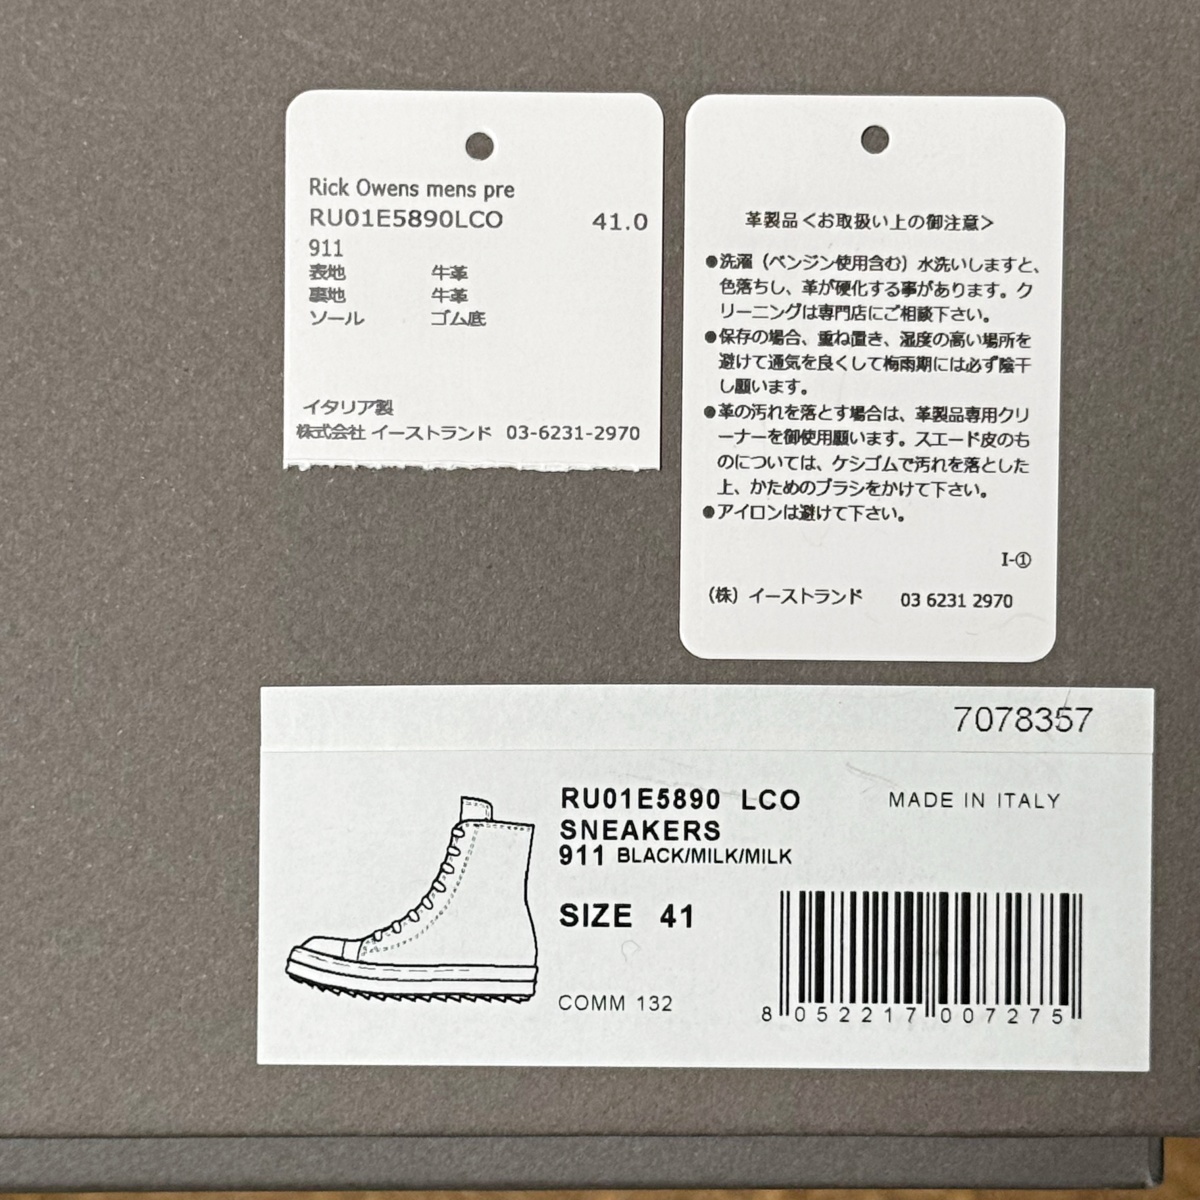 Rick Owens mens pre
RU01E5890LCO 41.0
911
表地 牛革
裏地 牛革
ソール ゴム底
イタリア製
株式会社 イーストランド 03-6231-2970
革製品<お取扱い上の御注意>
●洗濯（ベンジン使用含む）水洗いしますと、
色落ちし、革が硬化する事があります。ク
リーニングは専門店にご相談下さい。
●保存の場合、重ね置き、湿度の高い場所を
避けて通気を良くして梅雨期には必ず陰干
し願います。
●革の汚れを落とす場合は、革製品専用クリ
ーナーを御使用願います。スエード皮のも
のについては、ケシゴムで汚れを落とした
上、かためのブラシをかけて下さい。
●アイロンは避けて下さい。
I-①
（株）イーストランド 03 6231 2970
7078357
RU01E5890 LCO MADE IN ITALY
SNEAKERS
911 BLACK/MILK/MILK
SIZE 41
COMM 132
8 052217 007275